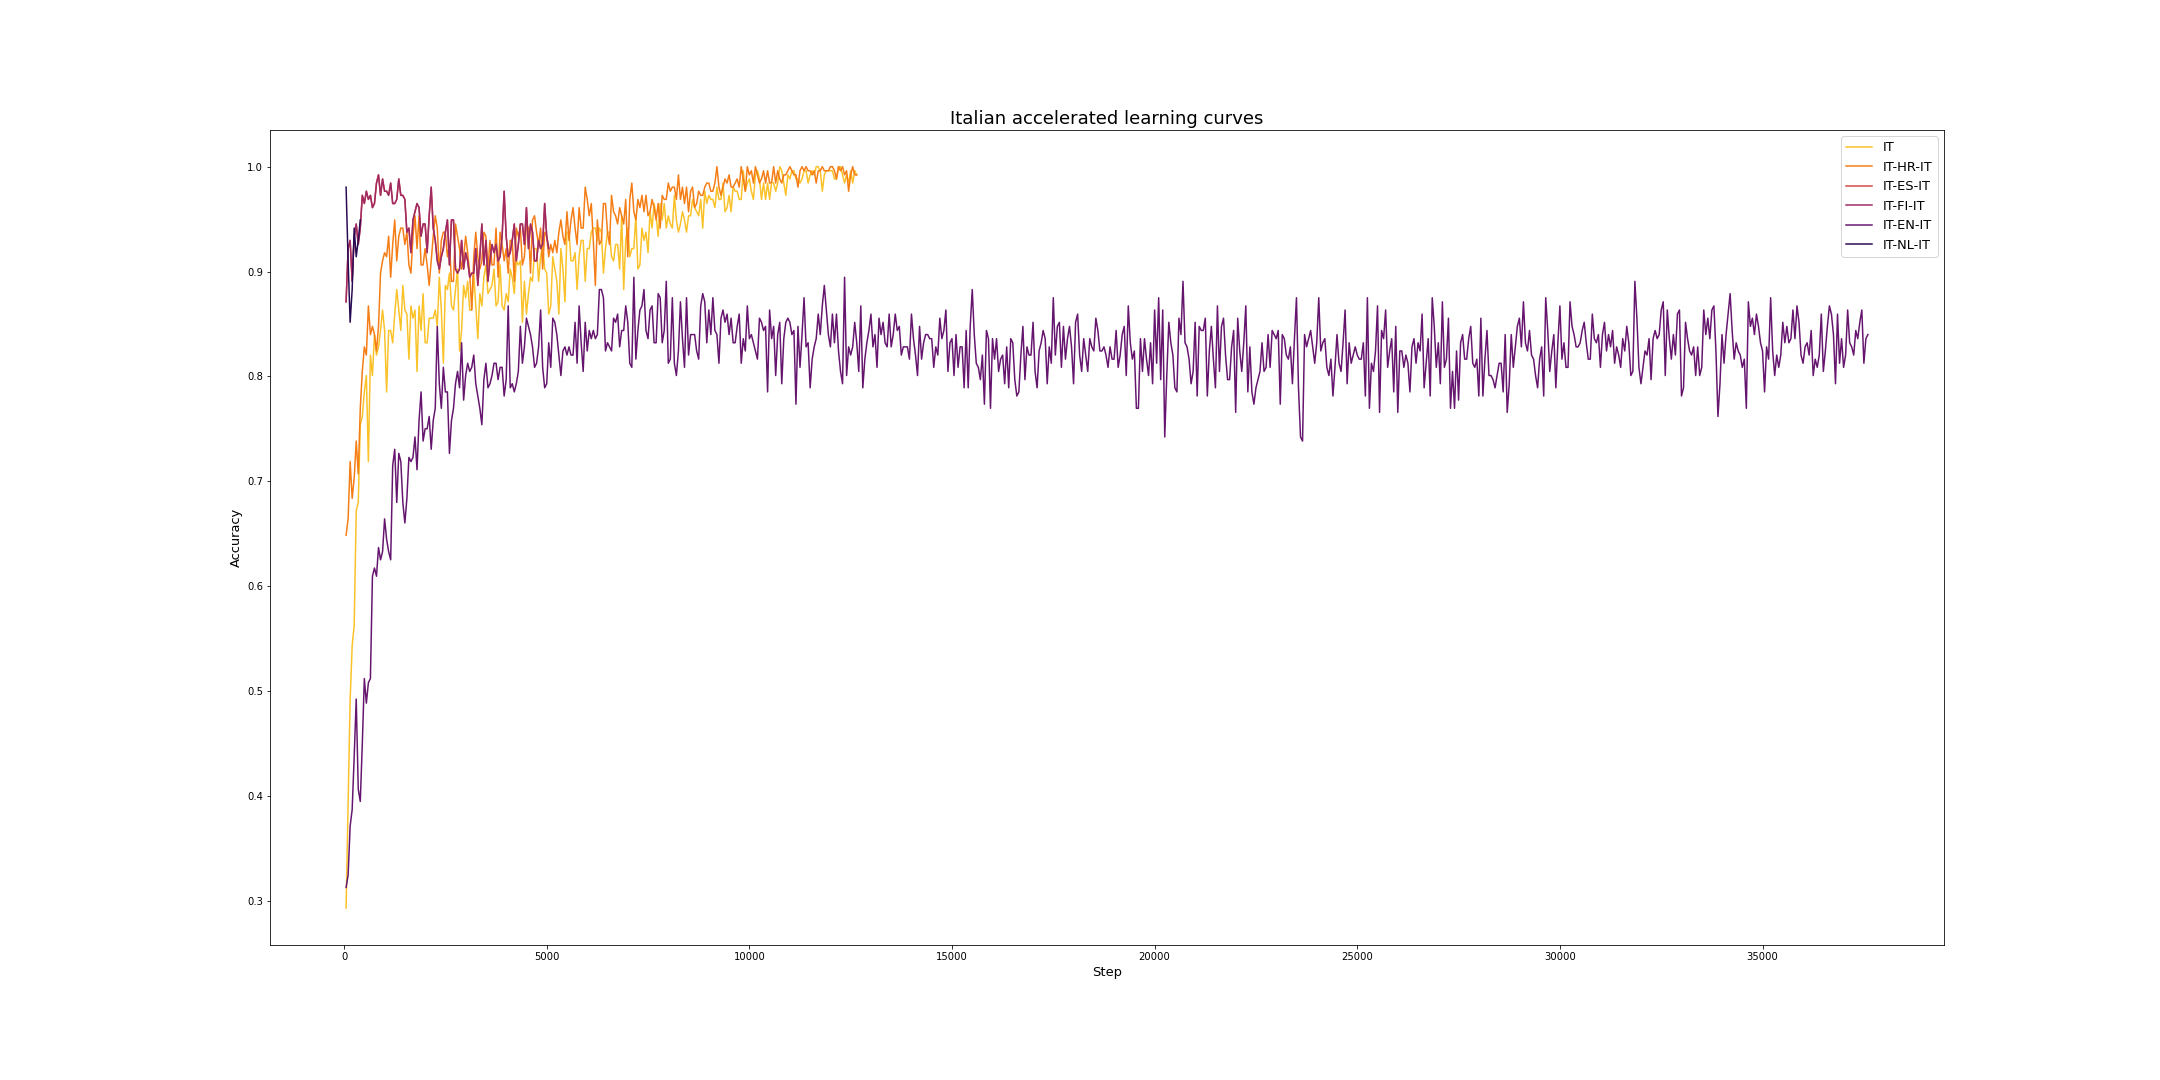 Italian accelerated learning curves
IT
IT-HR-IT
IT-ES-IT
IT-FI-IT
IT-EN-IT
IT-NL-IT
1.0
0.9
0.8
0.7
0.6
0.5
0.4
0.3
Accuracy
0 5000 10000 15000 20000 25000 30000 35000
Step